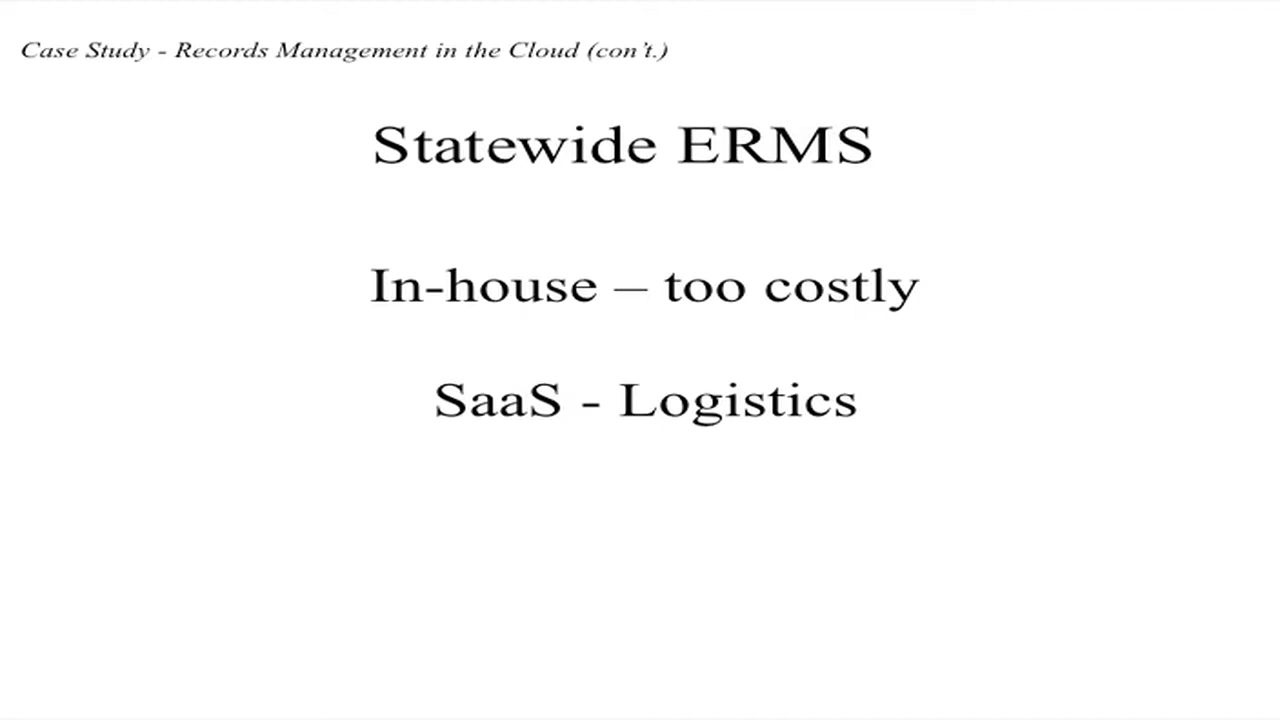 Case Study - Records Management in the Cloud (con’t.)
Statewide ERMS
In-house – too costly
SaaS - Logistics